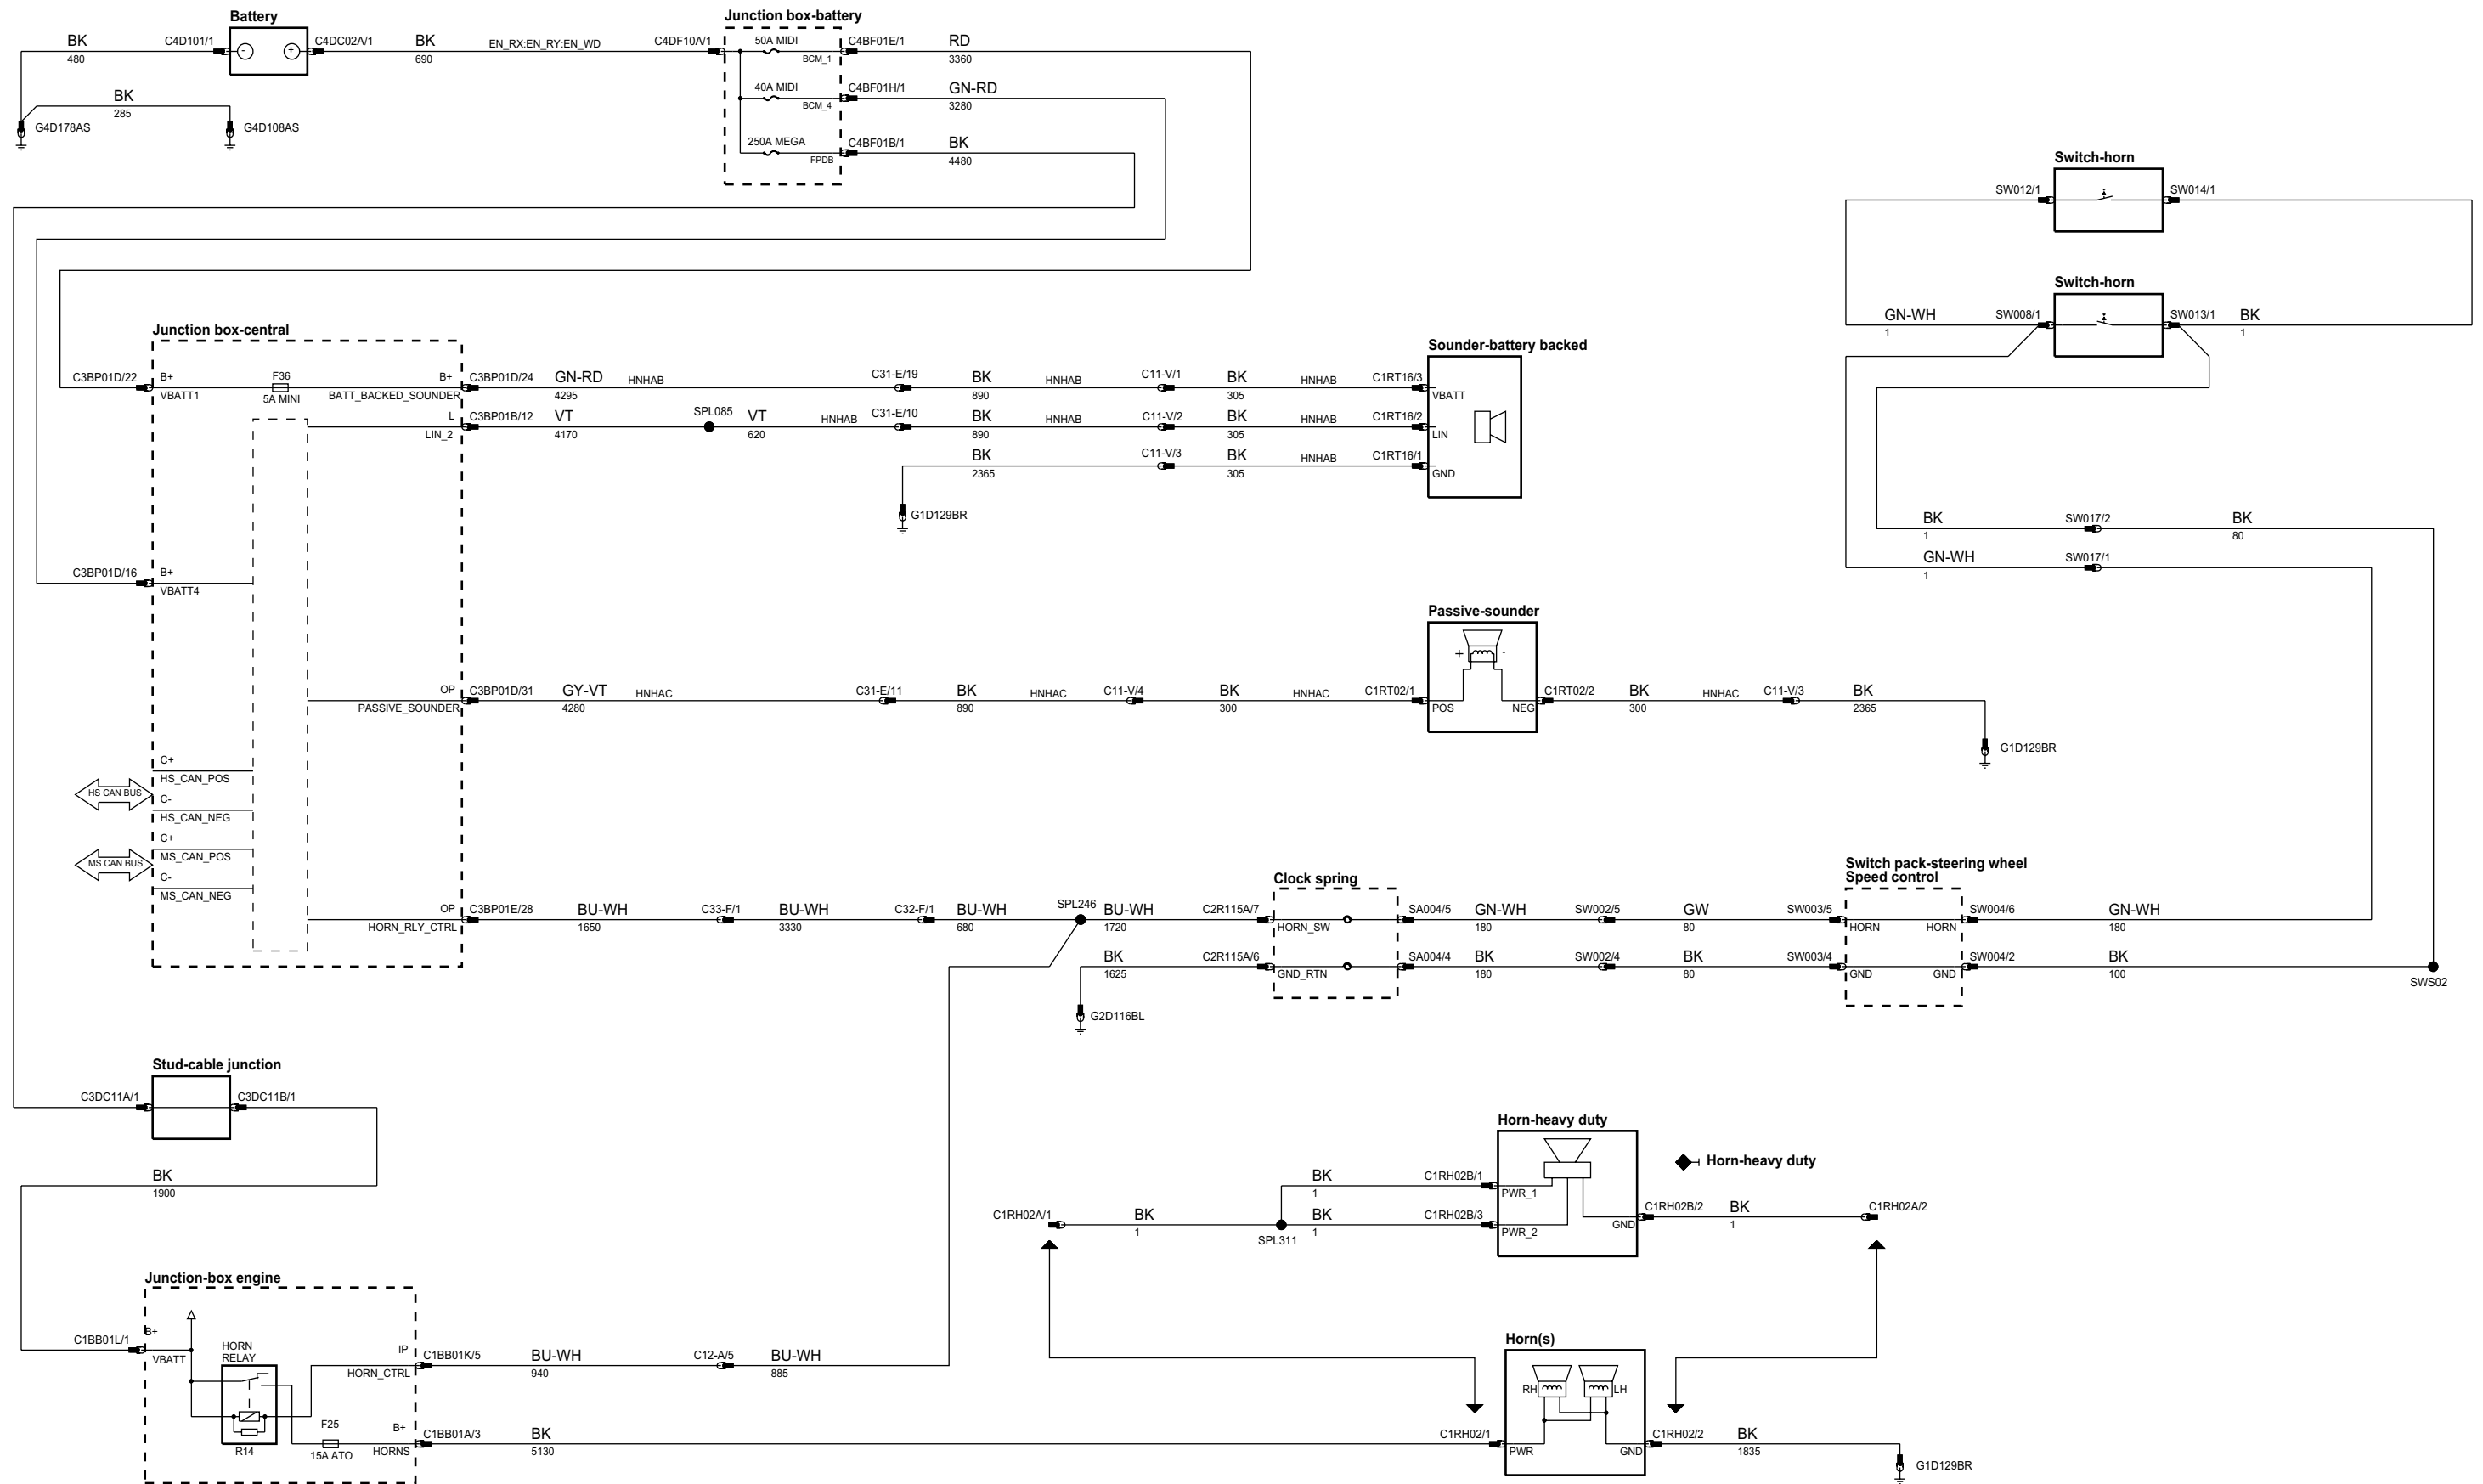 Battery
BK
480
C4D101/1
-
+
C4DC02A/1
BK
690
EN_RX:EN_RY:EN_WD
C4DF10A/1
BK
285
G4D178AS
G4D108AS
Junction box-battery
50A MIDI
BCM_1
C4BF01E/1
RD
3360
40A MIDI
BCM_4
C4BF01H/1
GN-RD
3280
250A MEGA
FPDB
C4BF01B/1
BK
4480
Switch-horn
SW012/1
SW014/1
Switch-horn
GN-WH
1
SW008/1
SW013/1
BK
1
Junction box-central
C3BP01D/22
B+
VBATT1
F36
5A MINI
B+
BATT_BACKED_SOUNDER
C3BP01D/24
GN-RD
4295
HNHAB
C31-E/19
BK
890
HNHAB
C11-V/1
BK
305
HNHAB
C1RT16/3
VBATT
Sounder-battery backed
L
LIN_2
C3BP01B/12
VT
4170
SPL085
VT
620
HNHAB
C31-E/10
BK
890
HNHAB
C11-V/2
BK
305
HNHAB
C1RT16/2
LIN
BK
2365
C11-V/3
BK
305
HNHAB
C1RT16/1
GND
G1D129BR
BK
1
SW017/2
BK
80
GN-WH
1
SW017/1
C3BP01D/16
B+
VBATT4
Passive-sounder
+
-
OP
PASSIVE_SOUNDER
C3BP01D/31
GY-VT
4280
HNHAC
C31-E/11
BK
890
HNHAC
C11-V/4
BK
300
HNHAC
C1RT02/1
POS
NEG
C1RT02/2
BK
300
HNHAC
C11-V/3
BK
2365
G1D129BR
HS CAN BUS
C+
HS_CAN_POS
C-
HS_CAN_NEG
MS CAN BUS
C+
MS_CAN_POS
C-
MS_CAN_NEG
OP
HORN_RLY_CTRL
C3BP01E/28
BU-WH
1650
C33-F/1
BU-WH
3330
C32-F/1
BU-WH
680
SPL246
BU-WH
1720
C2R115A/7
Clock spring
HORN_SW
SA004/5
GN-WH
180
SW002/5
GW
80
SW003/5
Switch pack-steering wheel
Speed control
HORN
HORN
SW004/6
GN-WH
180
BK
1625
C2R115A/6
GND_RTN
SA004/4
BK
180
SW002/4
BK
80
SW003/4
GND
GND
SW004/2
BK
100
SWS02
G2D116BL
Stud-cable junction
C3DC11A/1
C3DC11B/1
BK
1900
Horn-heavy duty
BK
1
C1RH02B/1
PWR_1
C1RH02A/1
BK
1
SPL311
BK
1
C1RH02B/3
PWR_2
GND
C1RH02B/2
BK
1
C1RH02A/2
Horn-heavy duty
Junction-box engine
C1BB01L/1
B+
VBATT
HORN
RELAY
R14
IP
HORN_CTRL
C1BB01K/5
BU-WH
940
C12-A/5
BU-WH
885
F25
15A ATO
B+
HORNS
C1BB01A/3
BK
5130
Horn(s)
RH
LH
C1RH02/1
PWR
GND
C1RH02/2
BK
1835
G1D129BR